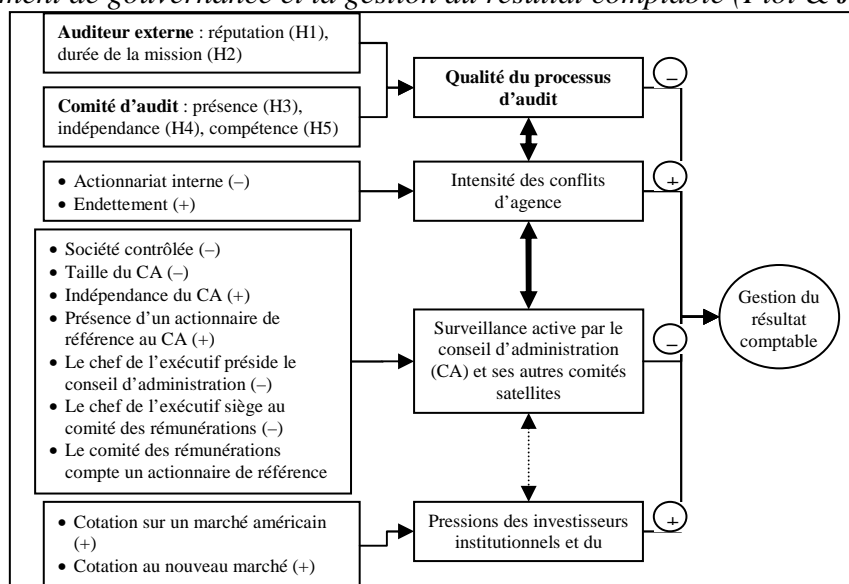 ment de gouvernance et la gestion du résultat comptable (Piot &
Auditeur externe : réputation (H1),
durée de la mission (H2)
Comité d’audit : présence (H3),
indépendance (H4), compétence (H5)
Qualité du processus
d’audit
–
• Actionnariat interne (–)
• Endettement (+)
Intensité des conflits
d’agence
+
• Société contrôlée (–)
• Taille du CA (–)
• Indépendance du CA (+)
• Présence d’un actionnaire de
référence au CA (+)
• Le chef de l’exécutif préside le
conseil d’administration (–)
• Le chef de l’exécutif siège au
comité des rémunérations (–)
• Le comité des rémunérations
compte un actionnaire de référence
Surveillance active par le
conseil d’administration
(CA) et ses autres comités
satellites
–
Gestion du
résultat
comptable
• Cotation sur un marché américain
(+)
• Cotation au nouveau marché (+)
Pressions des investisseurs
institutionnels et du
+